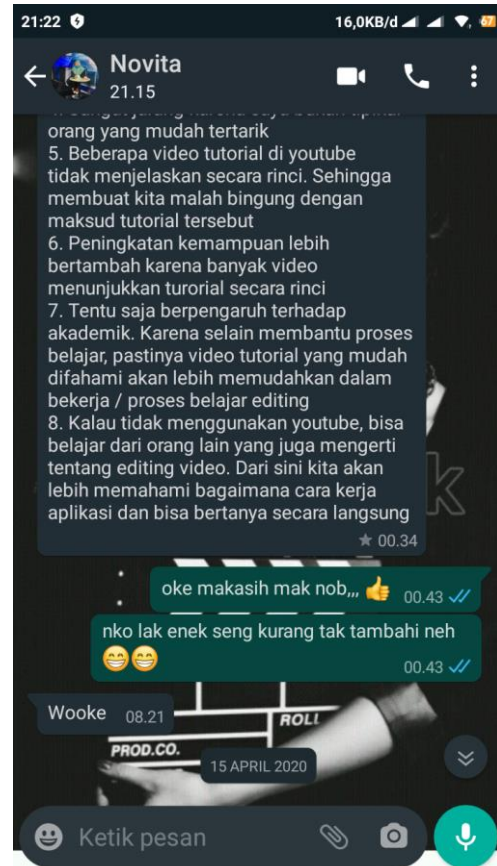 21:22
16,0KB/d
67
Novita
21.15
orang yang mudah tertarik
5. Beberapa video tutorial di youtube
tidak menjelaskan secara rinci. Sehingga
membuat kita malah bingung dengan
maksud tutorial tersebut
6. Peningkatan kemampuan lebih
bertambah karena banyak video
menunjukkan turorial secara rinci
7. Tentu saja berpengaruh terhadap
akademik. Karena selain membantu proses
belajar, pastinya video tutorial yang mudah
difahami akan lebih memudahkan dalam
bekerja / proses belajar editing
8. Kalau tidak menggunakan youtube, bisa
belajar dari orang lain yang juga mengerti
tentang editing video. Dari sini kita akan
lebih memahami bagaimana cara kerja
aplikasi dan bisa bertanya secara langsung
★ 00.34
oke makasih mak nob,,, 👍 00.43
nko lak enek seng kurang tak tambahi neh
😁😁 00.43
Wooke 08.21
ROLL
PROD.CO.
15 APRIL 2020
Ketik pesan